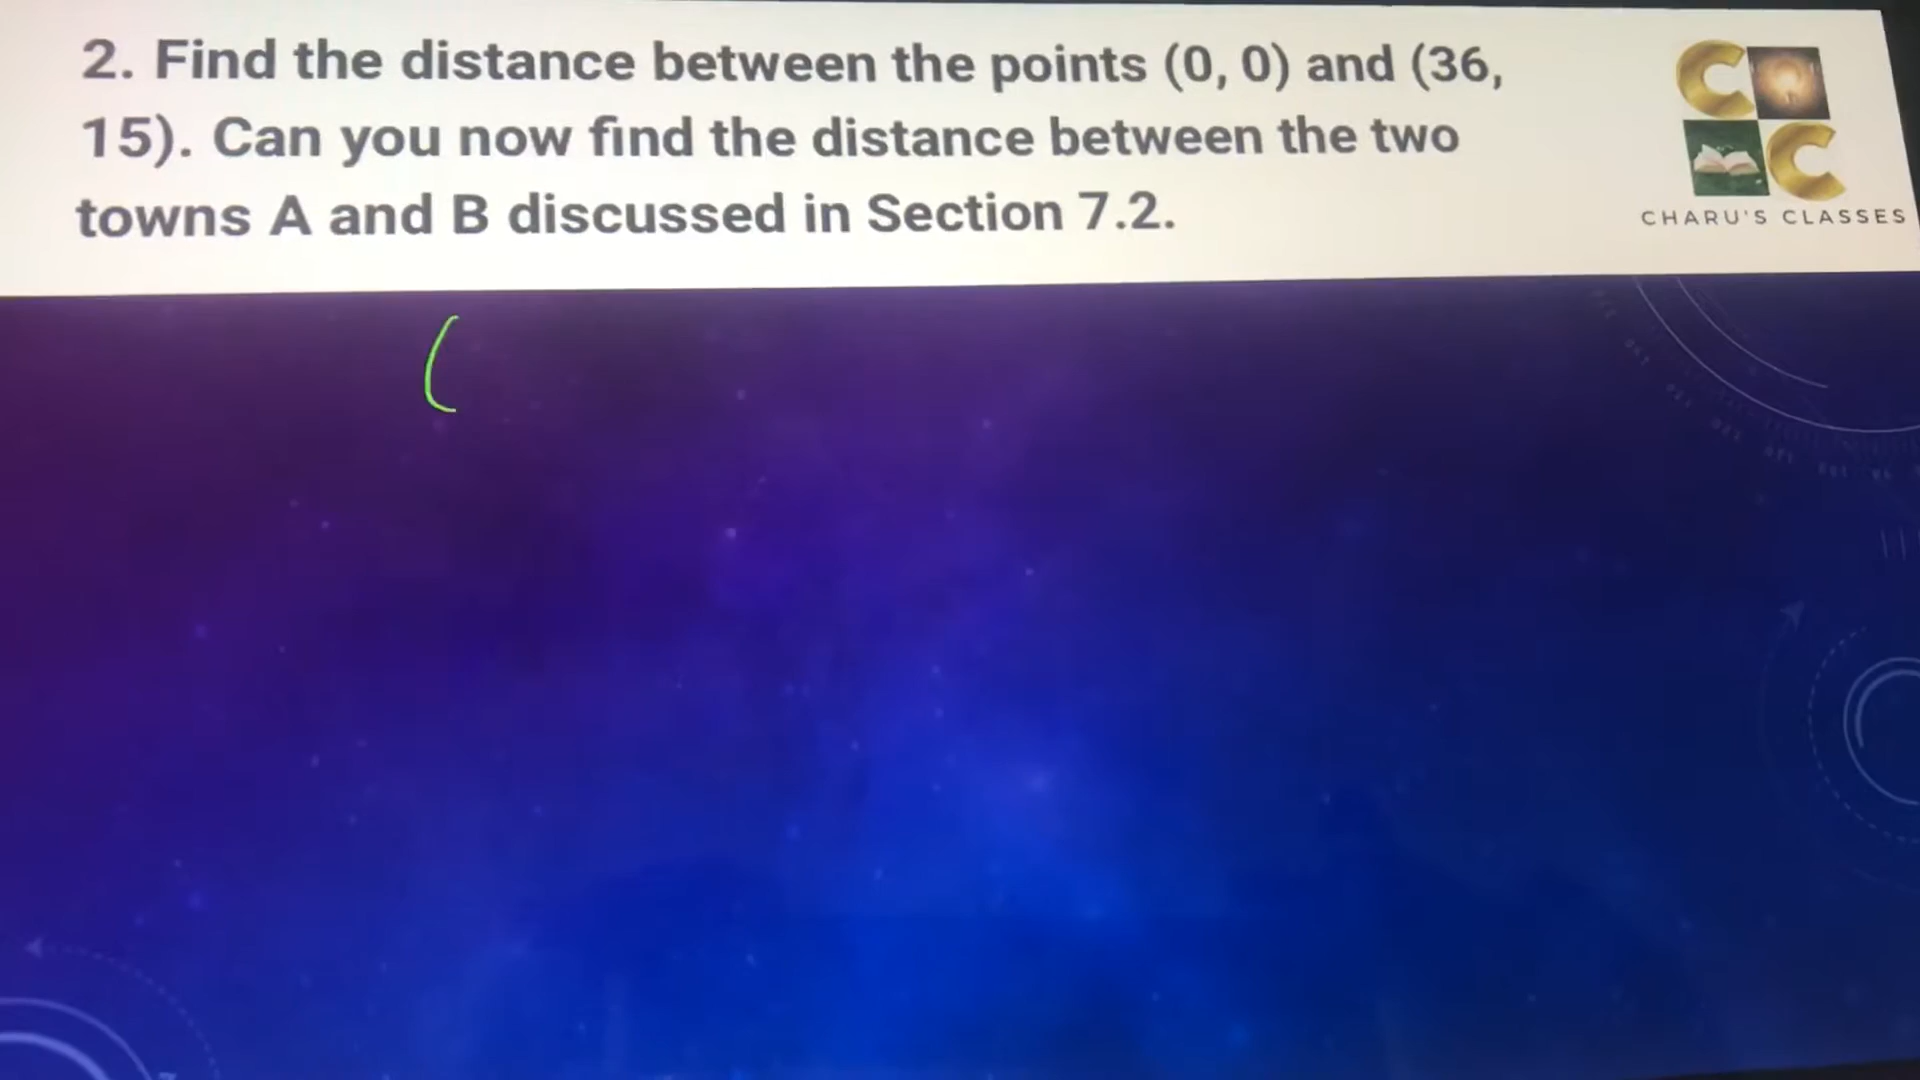 2. Find the distance between the points (0, 0) and (36,
15). Can you now find the distance between the two
towns A and B discussed in Section 7.2.
C
C
CHARU'S CLASSES
(